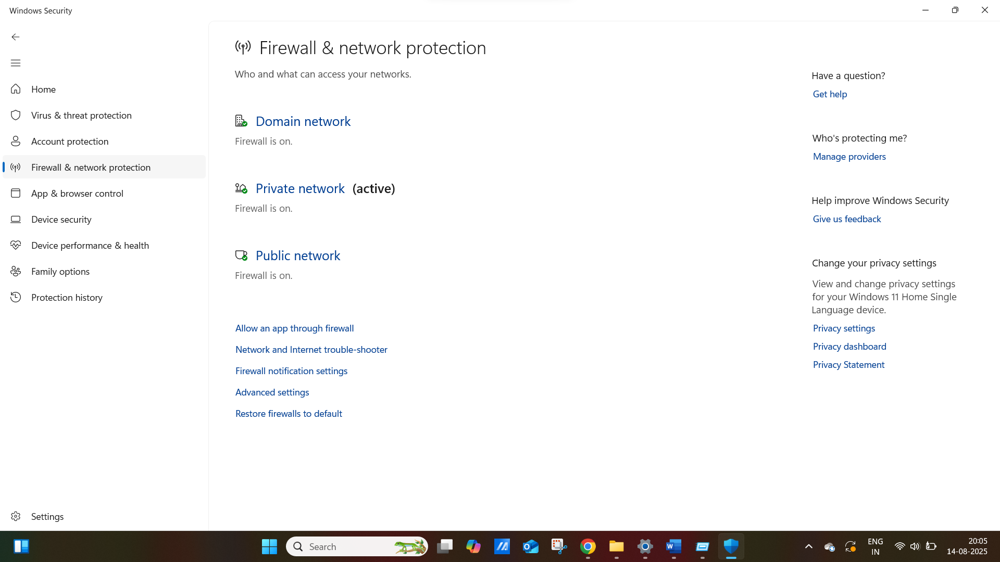 Windows Security
Home
Virus & threat protection
Account protection
Firewall & network protection
App & browser control
Device security
Device performance & health
Family options
Protection history
Settings
Firewall & network protection
Who and what can access your networks.
Domain network
Firewall is on.
Private network (active)
Firewall is on.
Public network
Firewall is on.
Allow an app through firewall
Network and Internet trouble-shooter
Firewall notification settings
Advanced settings
Restore firewalls to default
Have a question?
Get help
Who's protecting me?
Manage providers
Help improve Windows Security
Give us feedback
Change your privacy settings
View and change privacy settings
for your Windows 11 Home Single
Language device.
Privacy settings
Privacy dashboard
Privacy Statement
Search
ENG
IN
20:05
14-08-2025